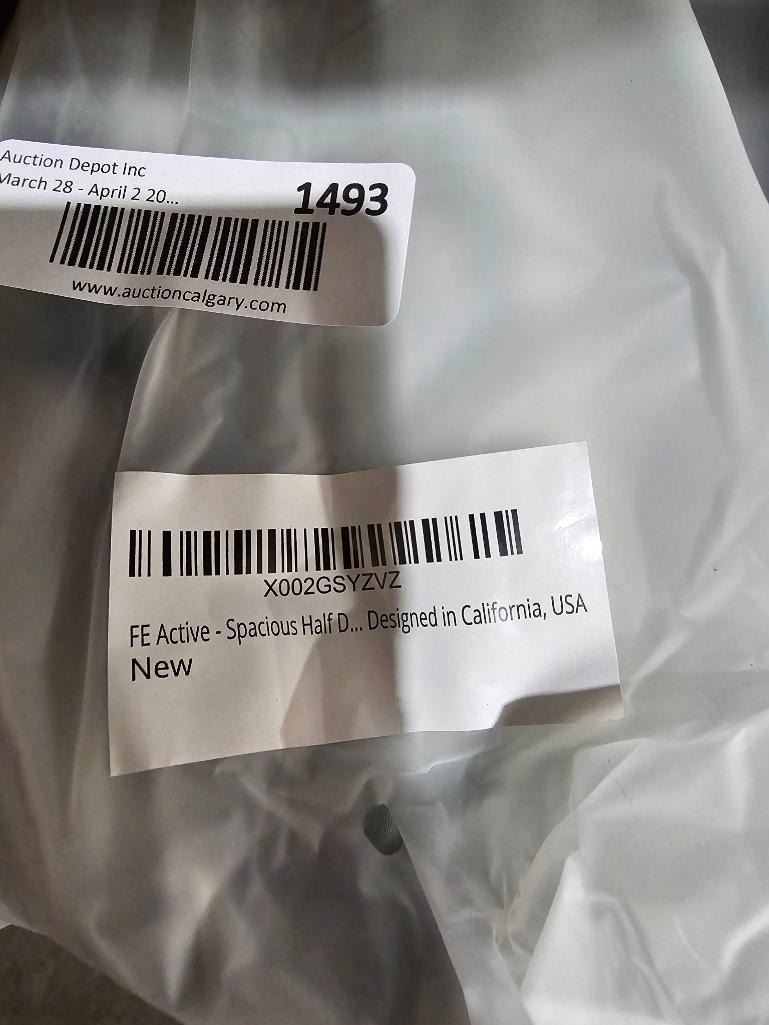 Auction Depot Inc
March 28 - April 2 20...
1493
www.auctioncalgary.com
X002GSYZVZ
FE Active - Spacious Half D... Designed in California, USA
New